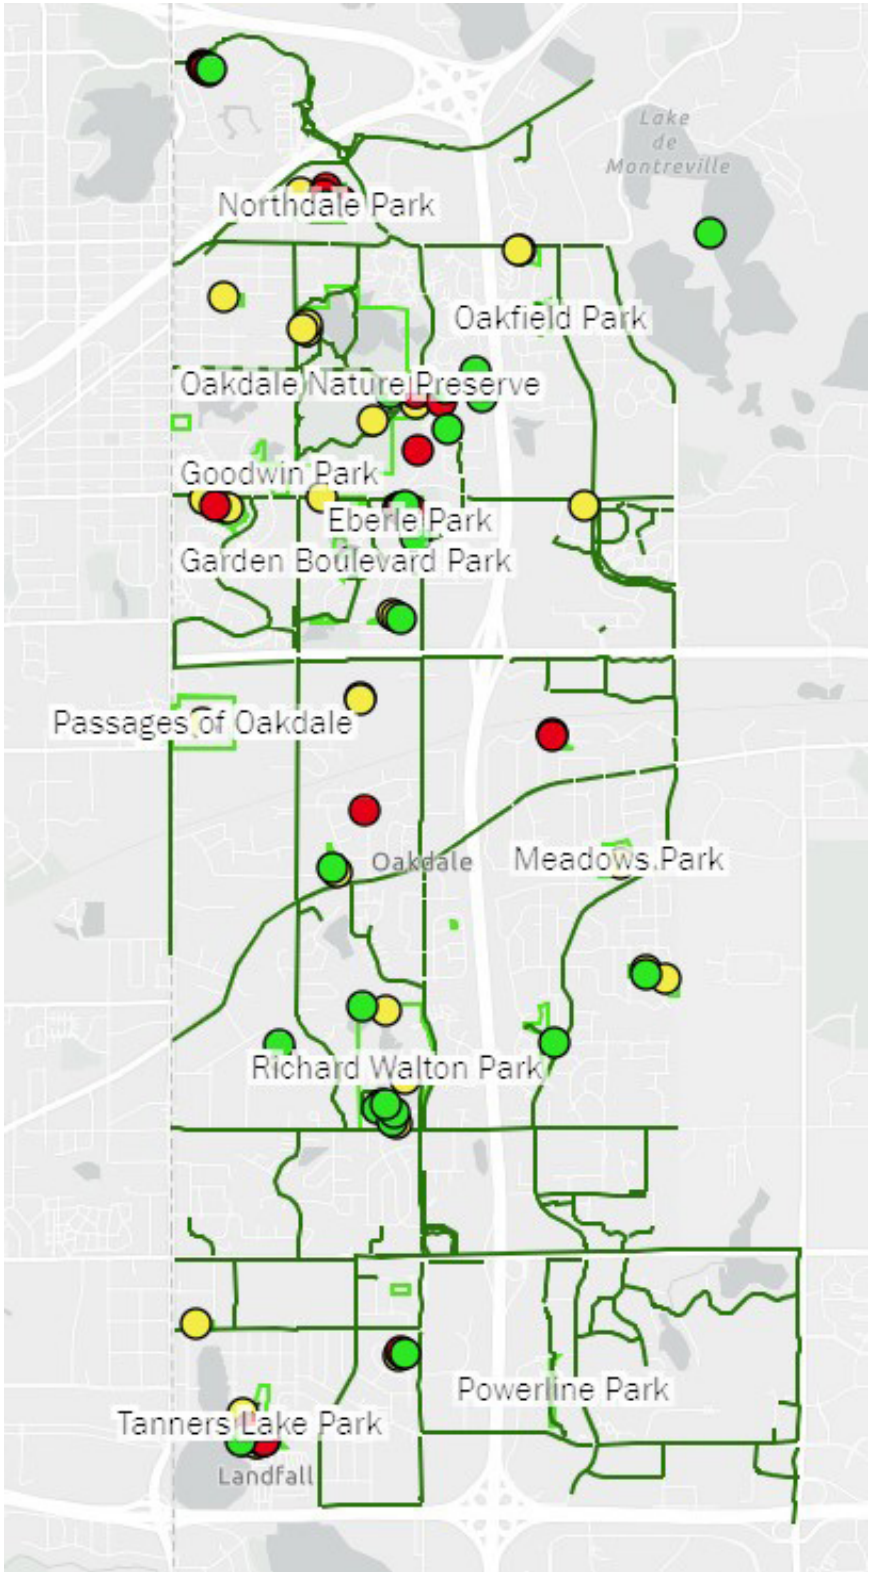 Lake
de
Montreville
Northdale Park
Oakfield Park
Oakdale Nature Preserve
Goodwin Park
Eberle Park
Garden Boulevard Park
Passages of Oakdale
Oakdale
Meadows Park
Richard Walton Park
Powerline Park
Tanners Lake Park
Landfall